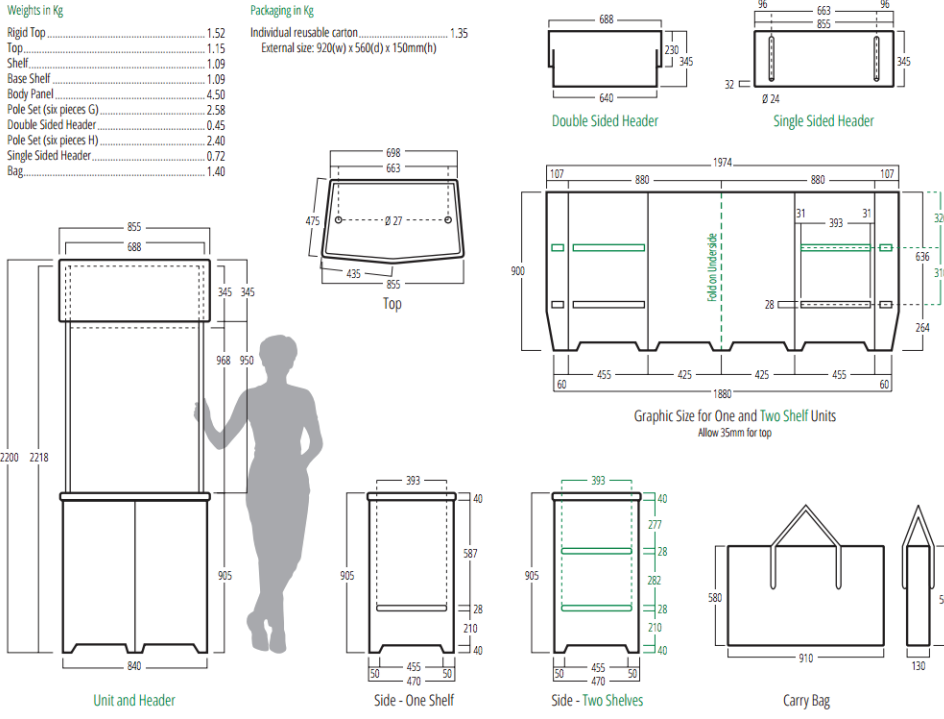 Weights in Kg
Rigid Top 1.52
Top 1.15
Shelf 1.09
Base Shelf 1.09
Body Panel 4.50
Pole Set (six pieces G) 2.58
Double Sided Header 0.45
Pole Set (six pieces H) 2.40
Single Sided Header 0.72
Bag 1.40
Packaging in Kg
Individual reusable carton 1.35
External size: 920(w) x 560(d) x 150mm(h)
688
230
345
640
Double Sided Header
96 663 96
855
345
32
Ø 24
Single Sided Header
698
663
475
Ø 27
435
855
Top
1974
107 880 880 107
31 393 31
900
Fold on Underside
28
636
264
455 425 425 455
60 1880 60
Graphic Size for One and Two Shelf Units
Allow 35mm for top
855
688
345 345
968 950
2200 2218
905
840
Unit and Header
393
40
587
905
28
210
40
50 455 50
470
Side - One Shelf
393
40
277
28
905
282
28
210
40
50 455 50
470
Side - Two Shelves
580
910
130
Carry Bag